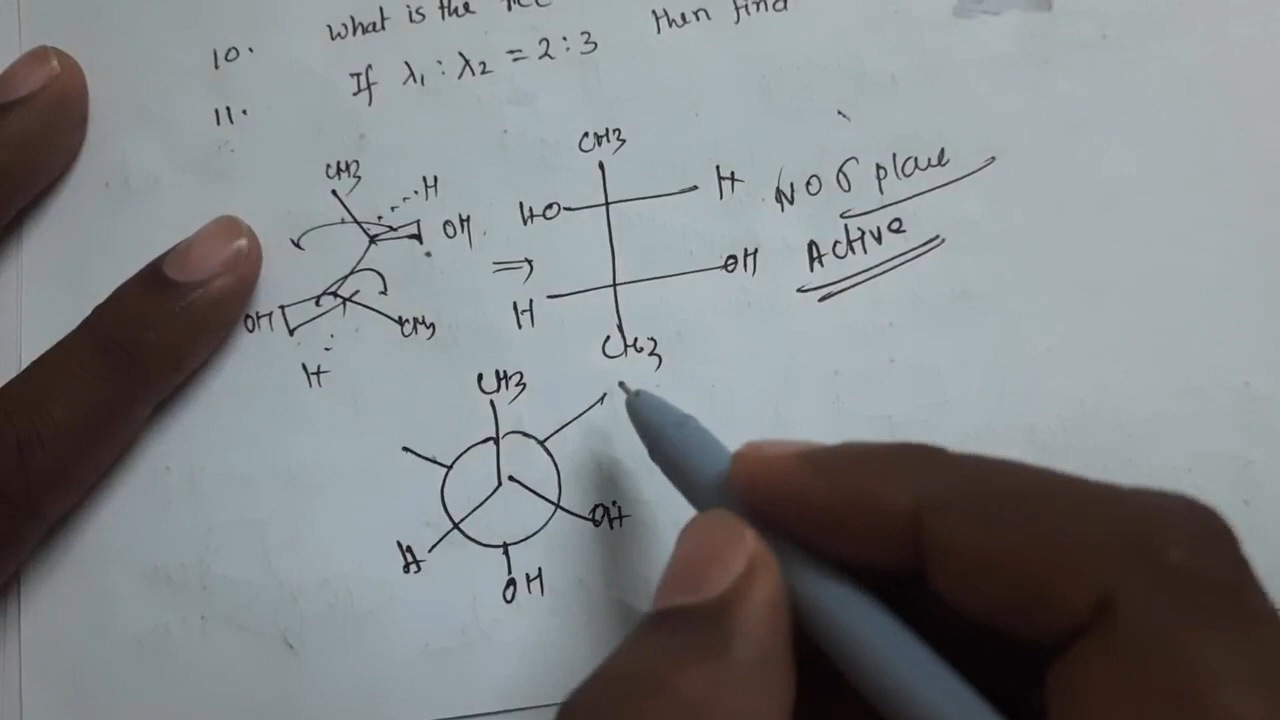 10. What is the
11. If λ₁ : λ₂ = 2 : 3 then find
CH3
H
OH
OH
CH3
H
⇒
CH3
HO H
H OH
CH3
NO σ plane
Active
CH3
H
OH
OH